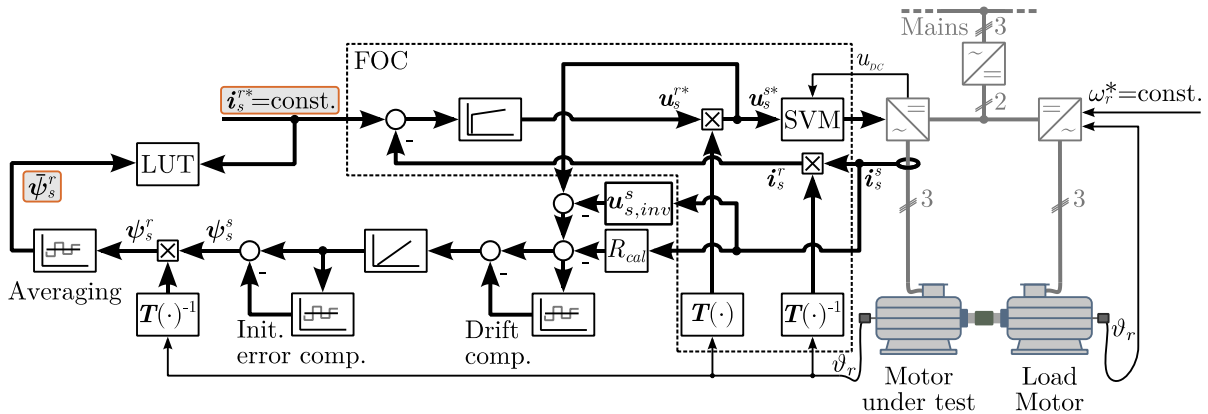 Mains
3
FOC
u_DC
~
=
i_s^{r*}=const.
u_s^{r*}
u_s^{s*}
2
ω_r^*=const.
SVM
=
~
~
=
-
LUT
i_s^r
i_s^s
ψ̄_s^r
u_{s,inv}^s
3
3
-
ψ_s^r
ψ_s^s
R_cal
-
-
-
Averaging
T(·)^{-1}
Init.
error comp.
Drift
comp.
T(·)
T(·)^{-1}
ϑ_r
ϑ_r
Motor
under test
Load
Motor